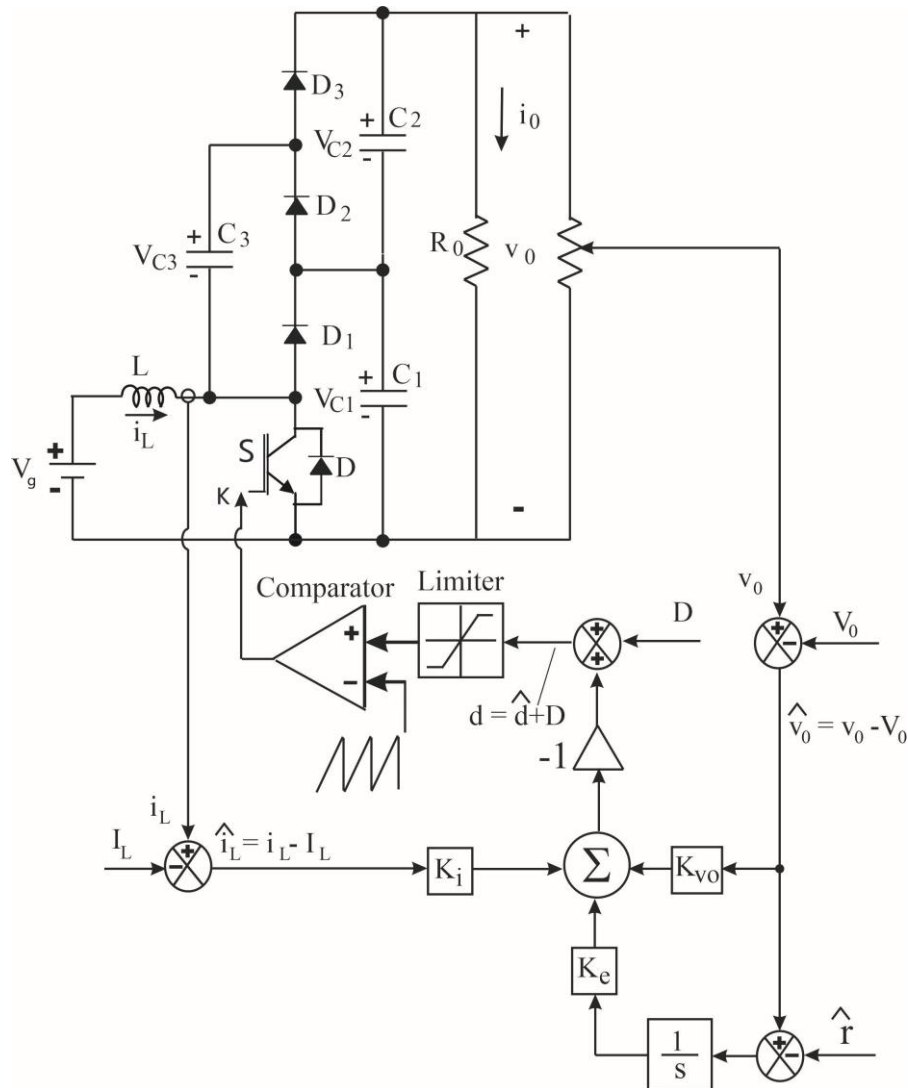 +
D3
+
C2
i0
VC2
-
D2
+
C3
VC3
-
R0
v0
D1
L
+
C1
VC1
-
iL
S
D
+
Vg
-
K
-
Comparator
Limiter
v0
+
-
+
+
D
+
-
V0
d = d̂+D
v̂0 = v0 -V0
-1
iL
IL
+
-
îL = iL - IL
Ki
Σ
Kvo
Ke
1
s
+
-
r̂